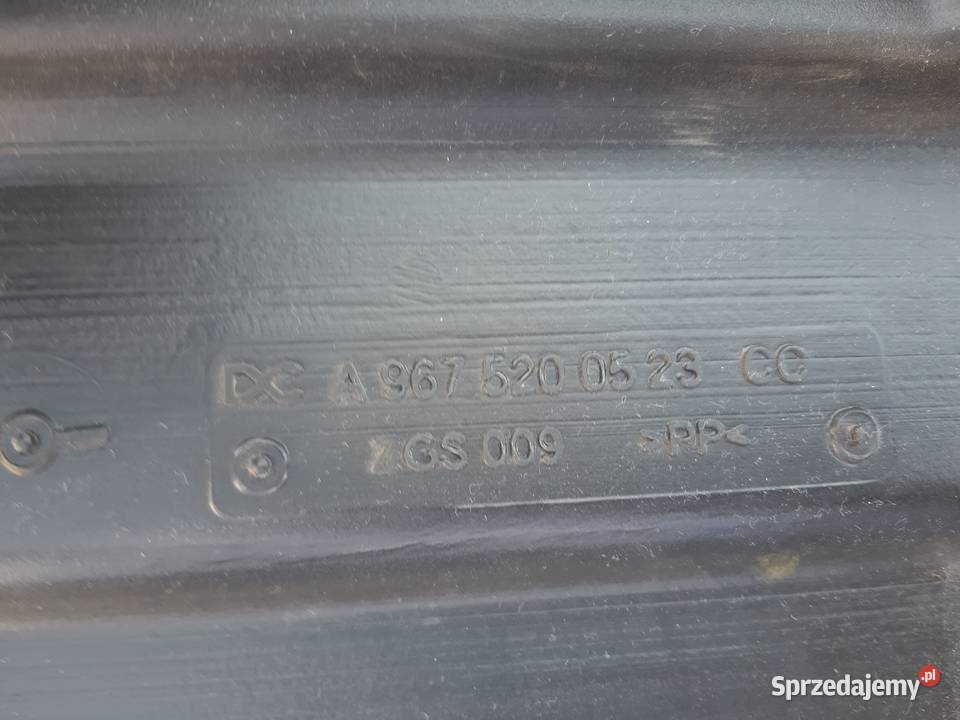 DC A 967 520 05 23 CC
ZGS 009 >PP<
Sprzedajemy.pl